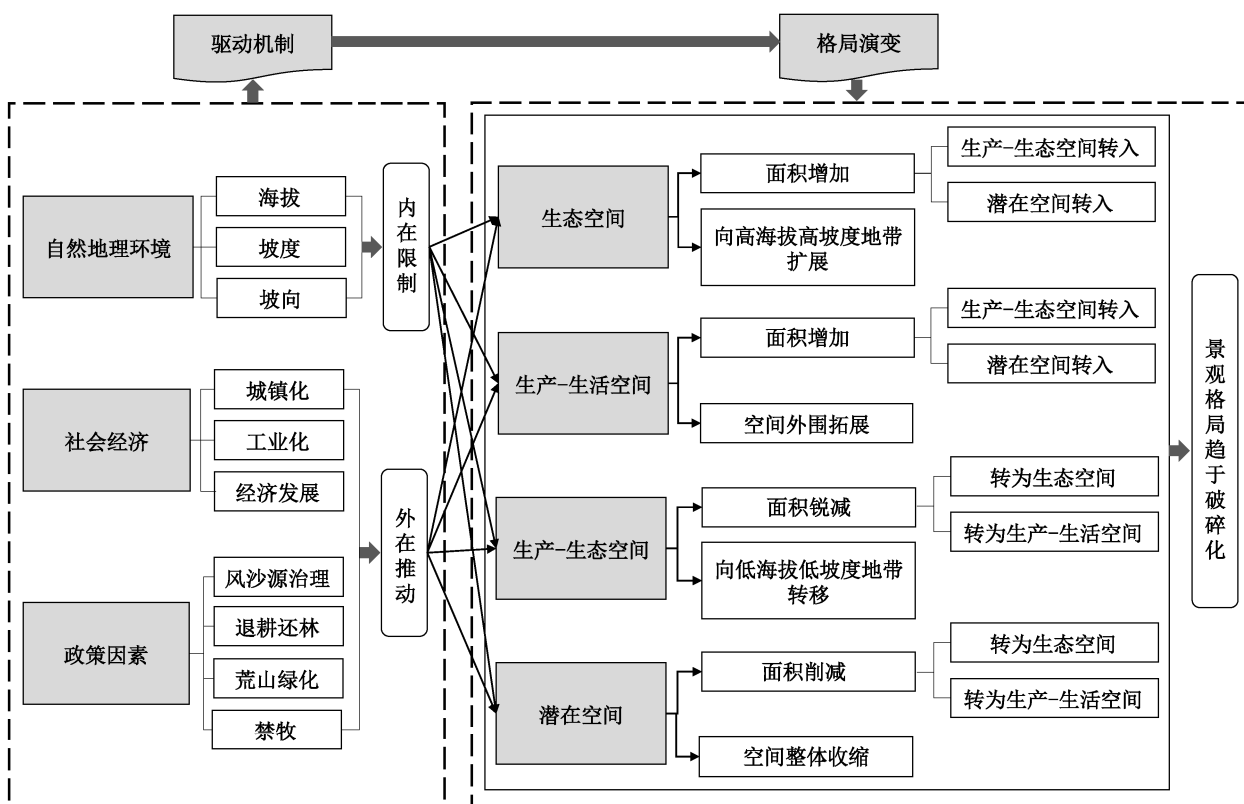 驱动机制
格局演变
自然地理环境
海拔
坡度
坡向
内在限制
社会经济
城镇化
工业化
经济发展
政策因素
风沙源治理
退耕还林
荒山绿化
禁牧
外在推动
生态空间
面积增加
生产-生态空间转入
潜在空间转入
向高海拔高坡度地带
扩展
生产-生活空间
面积增加
生产-生态空间转入
潜在空间转入
空间外围拓展
生产-生态空间
面积锐减
转为生态空间
转为生产-生活空间
向低海拔低坡度地带
转移
潜在空间
面积削减
转为生态空间
转为生产-生活空间
空间整体收缩
景观格局趋于破碎化